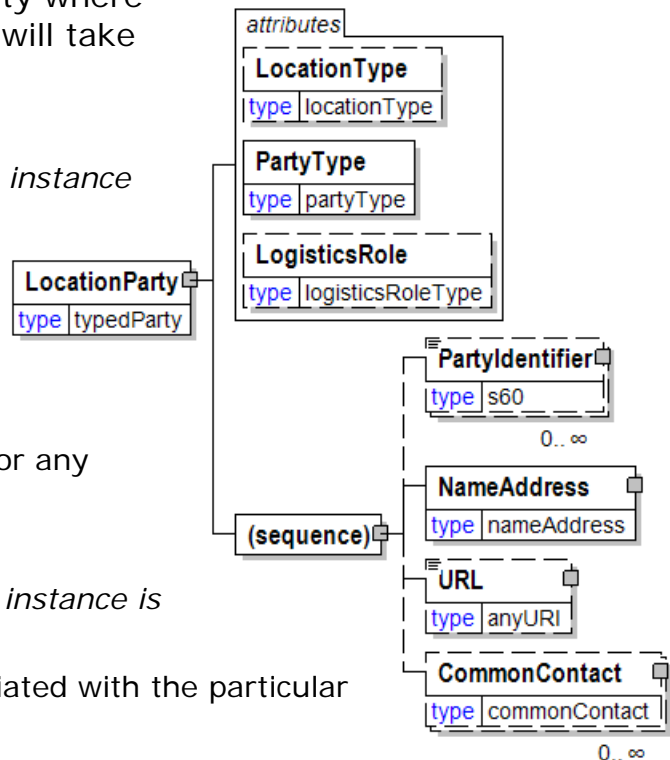 ty where
will take
instance
or any
instance is
iated with the particular
attributes
LocationType
type locationType
PartyType
type partyType
LogisticsRole
type logisticsRoleType
LocationParty
type typedParty
(sequence)
PartyIdentifier
type s60
0.. ∞
NameAddress
type nameAddress
URL
type anyURI
CommonContact
type commonContact
0.. ∞